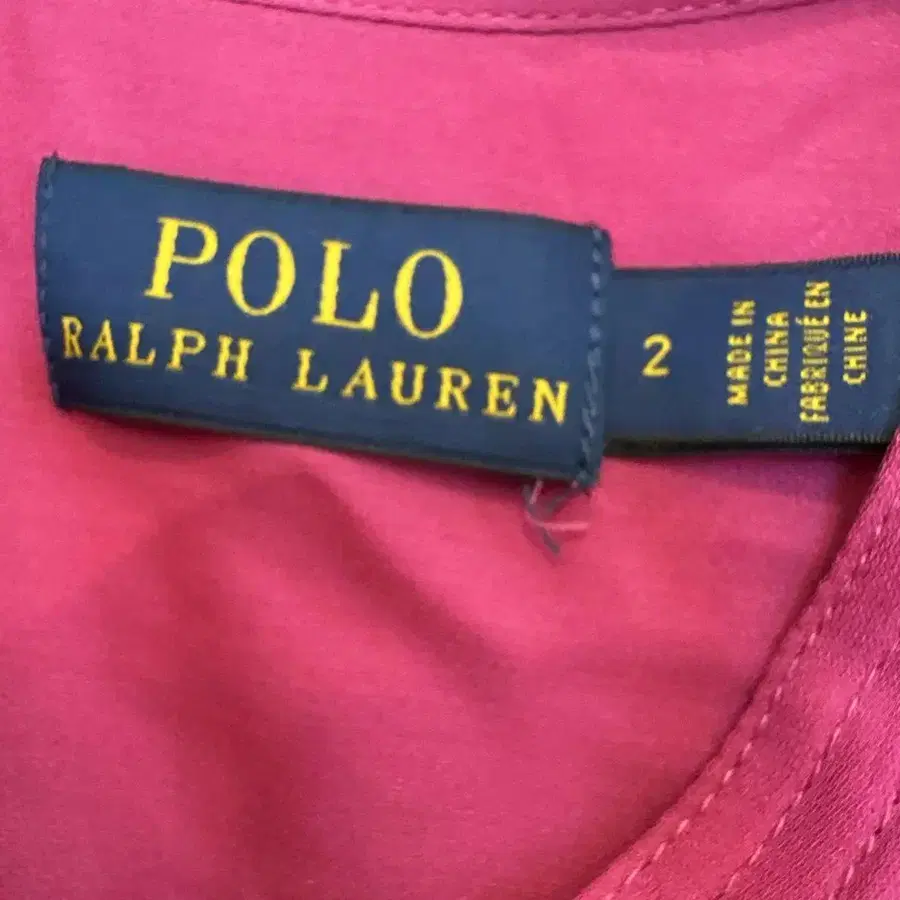 POLO
RALPH LAUREN
2
MADE IN
CHINA
FABRIQUÉ EN
CHINE